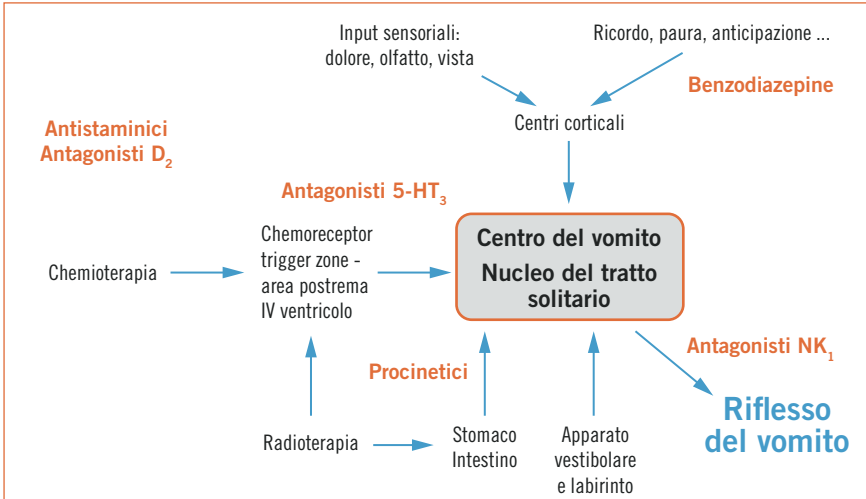 Input sensoriali:
dolore, olfatto, vista
Ricordo, paura, anticipazione ...
Benzodiazepine
Centri corticali
Antistaminici
Antagonisti D₂
Antagonisti 5-HT₃
Chemoreceptor
trigger zone -
area postrema
IV ventricolo
Centro del vomito
Nucleo del tratto
solitario
Chemioterapia
Antagonisti NK₁
Procinetici
Riflesso
del vomito
Radioterapia
Stomaco
Intestino
Apparato
vestibolare
e labirinto